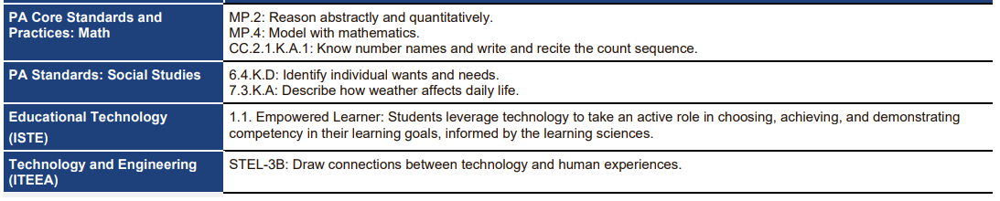 PA Core Standards and
Practices: Math
MP.2: Reason abstractly and quantitatively.
MP.4: Model with mathematics.
CC.2.1.K.A.1: Know number names and write and recite the count sequence.
PA Standards: Social Studies
6.4.K.D: Identify individual wants and needs.
7.3.K.A: Describe how weather affects daily life.
Educational Technology
(ISTE)
1.1. Empowered Learner: Students leverage technology to take an active role in choosing, achieving, and demonstrating
competency in their learning goals, informed by the learning sciences.
Technology and Engineering
(ITEEA)
STEL-3B: Draw connections between technology and human experiences.